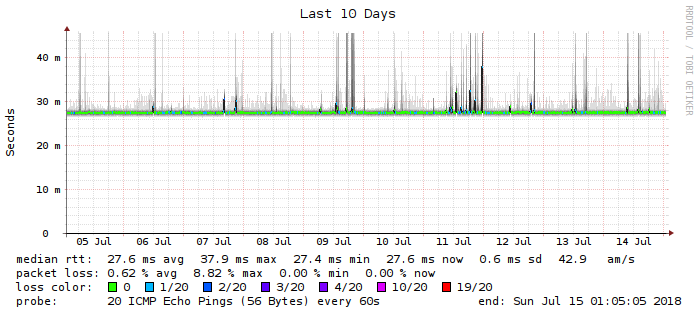 Last 10 Days
RRDTOOL / TOBI OETIKER
Seconds
40 m
30 m
20 m
10 m
0
05 Jul 06 Jul 07 Jul 08 Jul 09 Jul 10 Jul 11 Jul 12 Jul 13 Jul 14 Jul
median rtt: 27.6 ms avg 37.9 ms max 27.4 ms min 27.6 ms now 0.6 ms sd 42.9 am/s
packet loss: 0.62 % avg 8.82 % max 0.00 % min 0.00 % now
loss color: 0 1/20 2/20 3/20 4/20 10/20 19/20
probe: 20 ICMP Echo Pings (56 Bytes) every 60s end: Sun Jul 15 01:05:05 2018